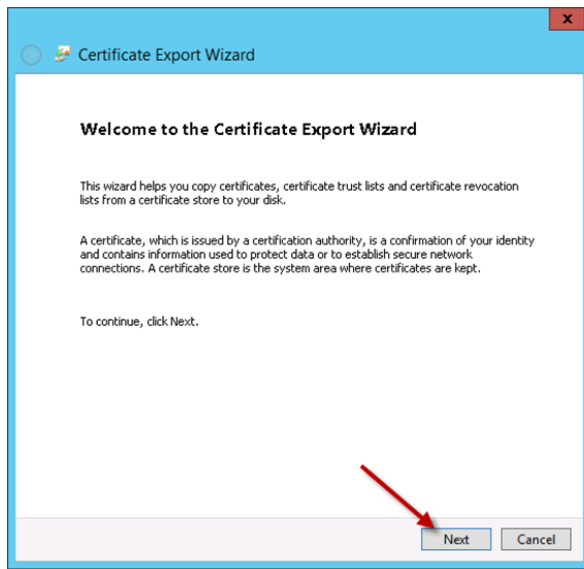 x
Certificate Export Wizard
Welcome to the Certificate Export Wizard
This wizard helps you copy certificates, certificate trust lists and certificate revocation
lists from a certificate store to your disk.
A certificate, which is issued by a certification authority, is a confirmation of your identity
and contains information used to protect data or to establish secure network
connections. A certificate store is the system area where certificates are kept.
To continue, click Next.
Next Cancel